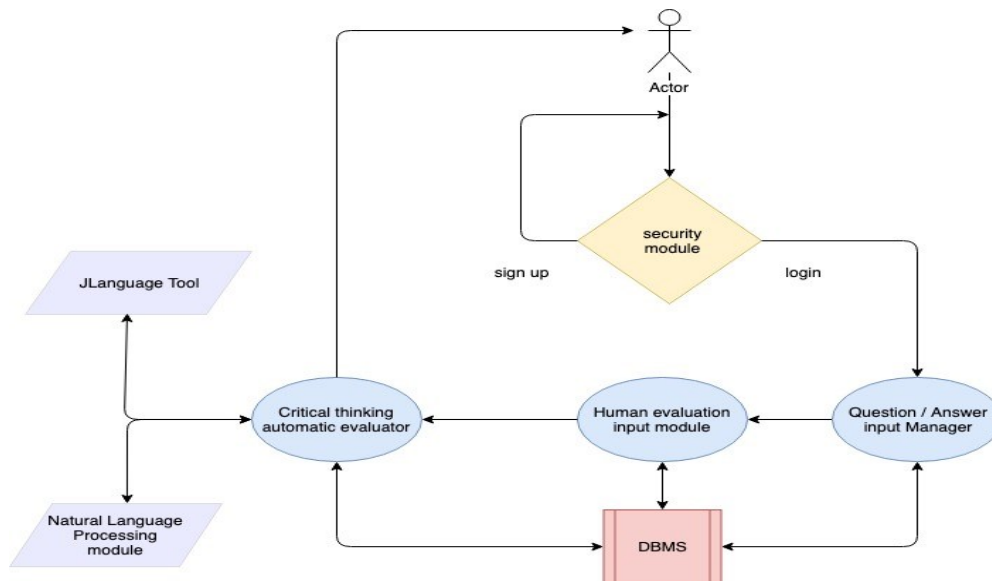 Actor
security
module
sign up
login
JLanguage Tool
Critical thinking
automatic evaluator
Human evaluation
input module
Question / Answer
input Manager
Natural Language
Processing
module
DBMS